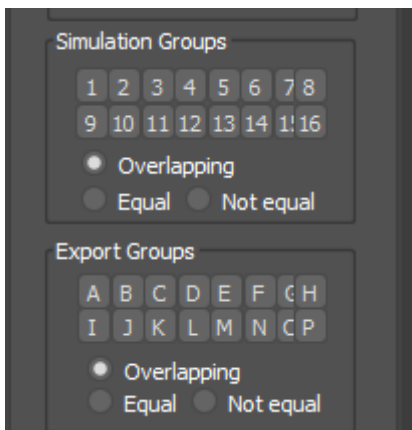 Simulation Groups
1 2 3 4 5 6 7 8
9 10 11 12 13 14 16
Overlapping
Equal Not equal
Export Groups
A B C D E F H
I J K L M N P
Overlapping
Equal Not equal